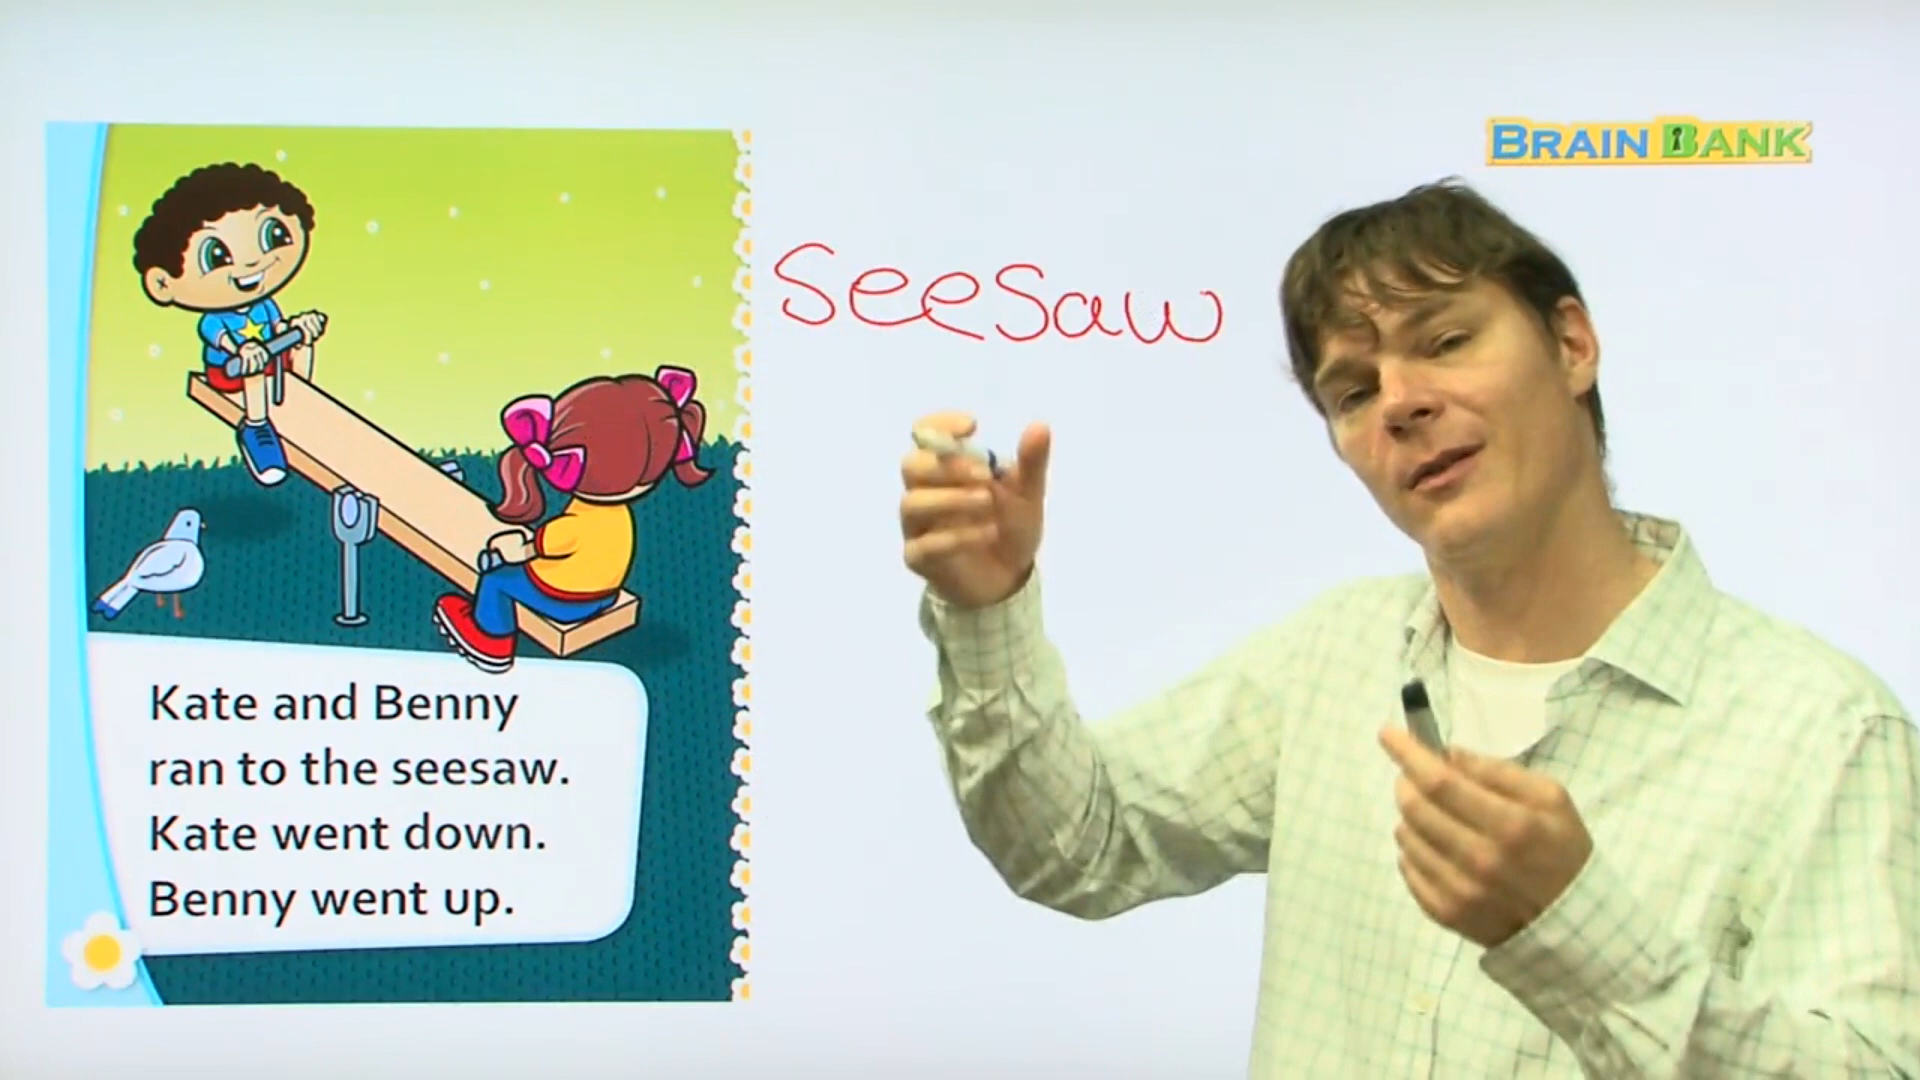 BRAIN BANK
seesaw
Kate and Benny
ran to the seesaw.
Kate went down.
Benny went up.